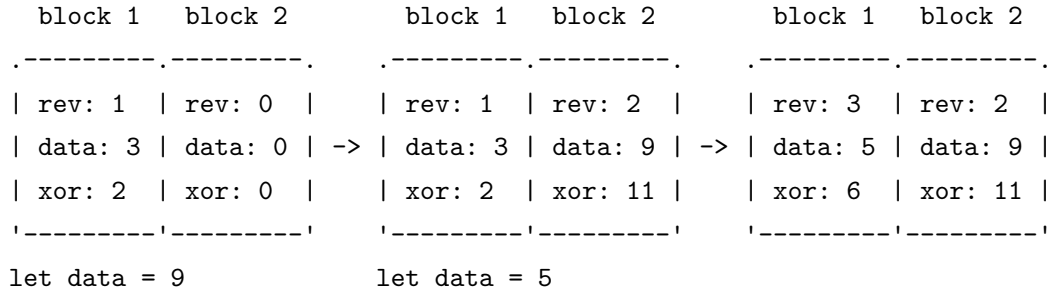 block 1   block 2         block 1   block 2         block 1   block 2
.---------.---------.    .---------.---------.    .---------.---------.
| rev: 1  | rev: 0  |    | rev: 1  | rev: 2  |    | rev: 3  | rev: 2  |
| data: 3 | data: 0 | -> | data: 3 | data: 9 | -> | data: 5 | data: 9 |
| xor: 2  | xor: 0  |    | xor: 2  | xor: 11 |    | xor: 6  | xor: 11 |
'---------'---------'    '---------'---------'    '---------'---------'
let data = 9             let data = 5